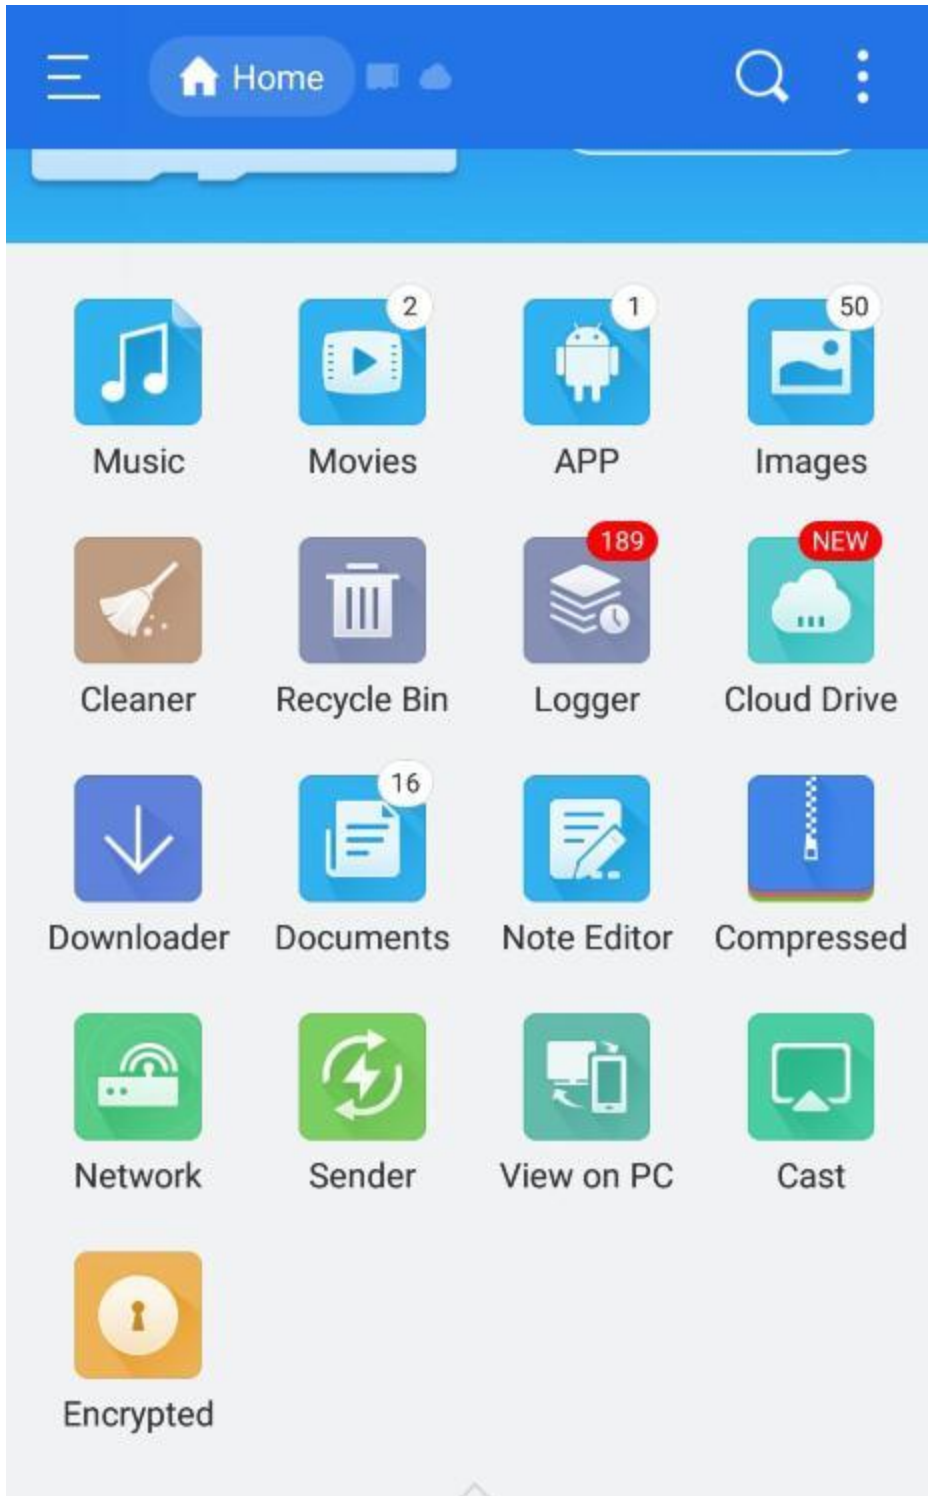 Home
2
1
50
Music
Movies
APP
Images
189
NEW
Cleaner
Recycle Bin
Logger
Cloud Drive
16
Downloader
Documents
Note Editor
Compressed
Network
Sender
View on PC
Cast
Encrypted